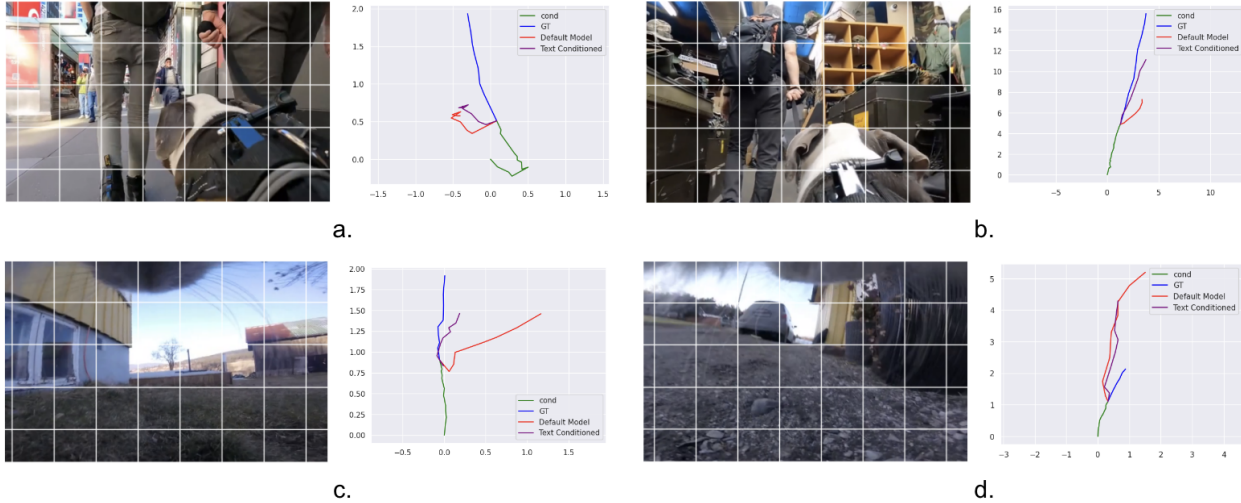 2.0
1.5
1.0
0.5
0.0
−1.5 −1.0 −0.5 0.0 0.5 1.0 1.5
cond
GT
Default Model
Text Conditioned
a.
16
14
12
10
8
6
4
2
0
−5 0 5 10
cond
GT
Default Model
Text Conditioned
b.
2.00
1.75
1.50
1.25
1.00
0.75
0.50
0.25
0.00
−0.5 0.0 0.5 1.0 1.5
cond
GT
Default Model
Text Conditioned
c.
5
4
3
2
1
0
−3 −2 −1 0 1 2 3 4
cond
GT
Default Model
Text Conditioned
d.